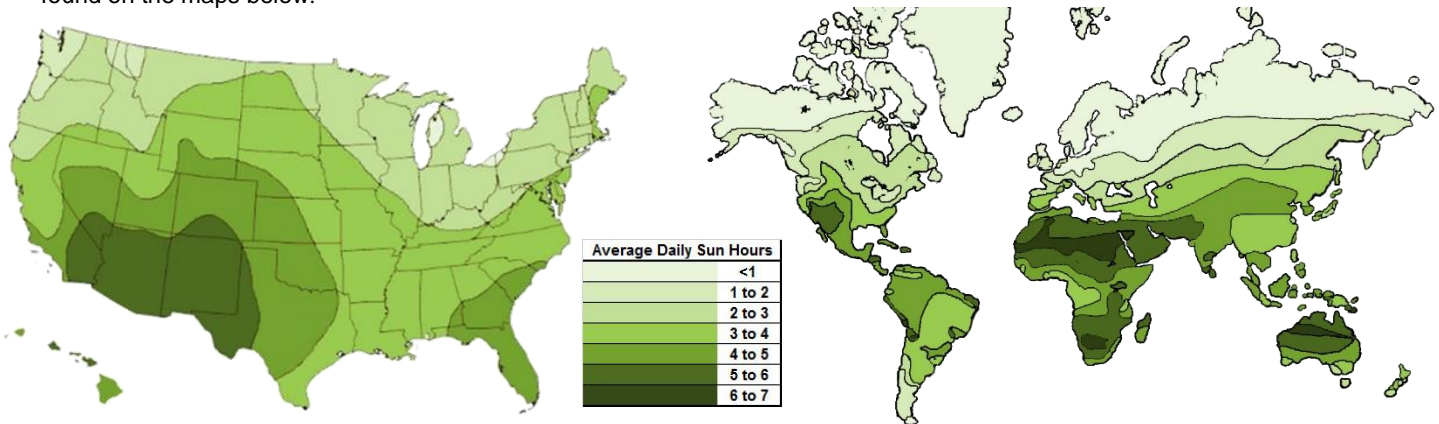 found on the maps below.
Average Daily Sun Hours
<1
1 to 2
2 to 3
3 to 4
4 to 5
5 to 6
6 to 7